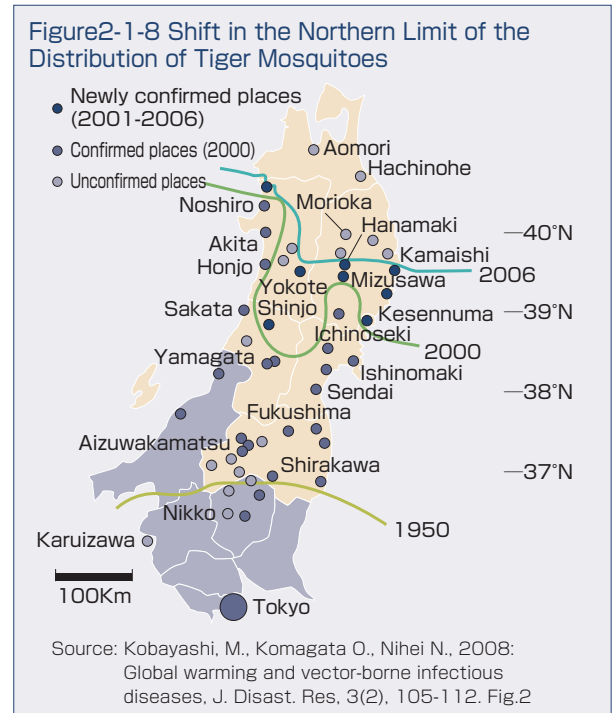 Figure2-1-8 Shift in the Northern Limit of the
Distribution of Tiger Mosquitoes
Newly confirmed places
(2001-2006)
Confirmed places (2000)
Unconfirmed places
Aomori
Hachinohe
Noshiro
Morioka
Hanamaki
40°N
Akita
Kamaishi
Honjo
2006
Yokote
Mizusawa
Shinjo
Sakata
Kesennuma
39°N
Ichinoseki
2000
Yamagata
Ishinomaki
Sendai
38°N
Fukushima
Aizuwakamatsu
Shirakawa
37°N
Nikko
1950
Karuizawa
100Km
Tokyo
Source: Kobayashi, M., Komagata O., Nihei N., 2008:
Global warming and vector-borne infectious
diseases, J. Disast. Res, 3(2), 105-112. Fig.2